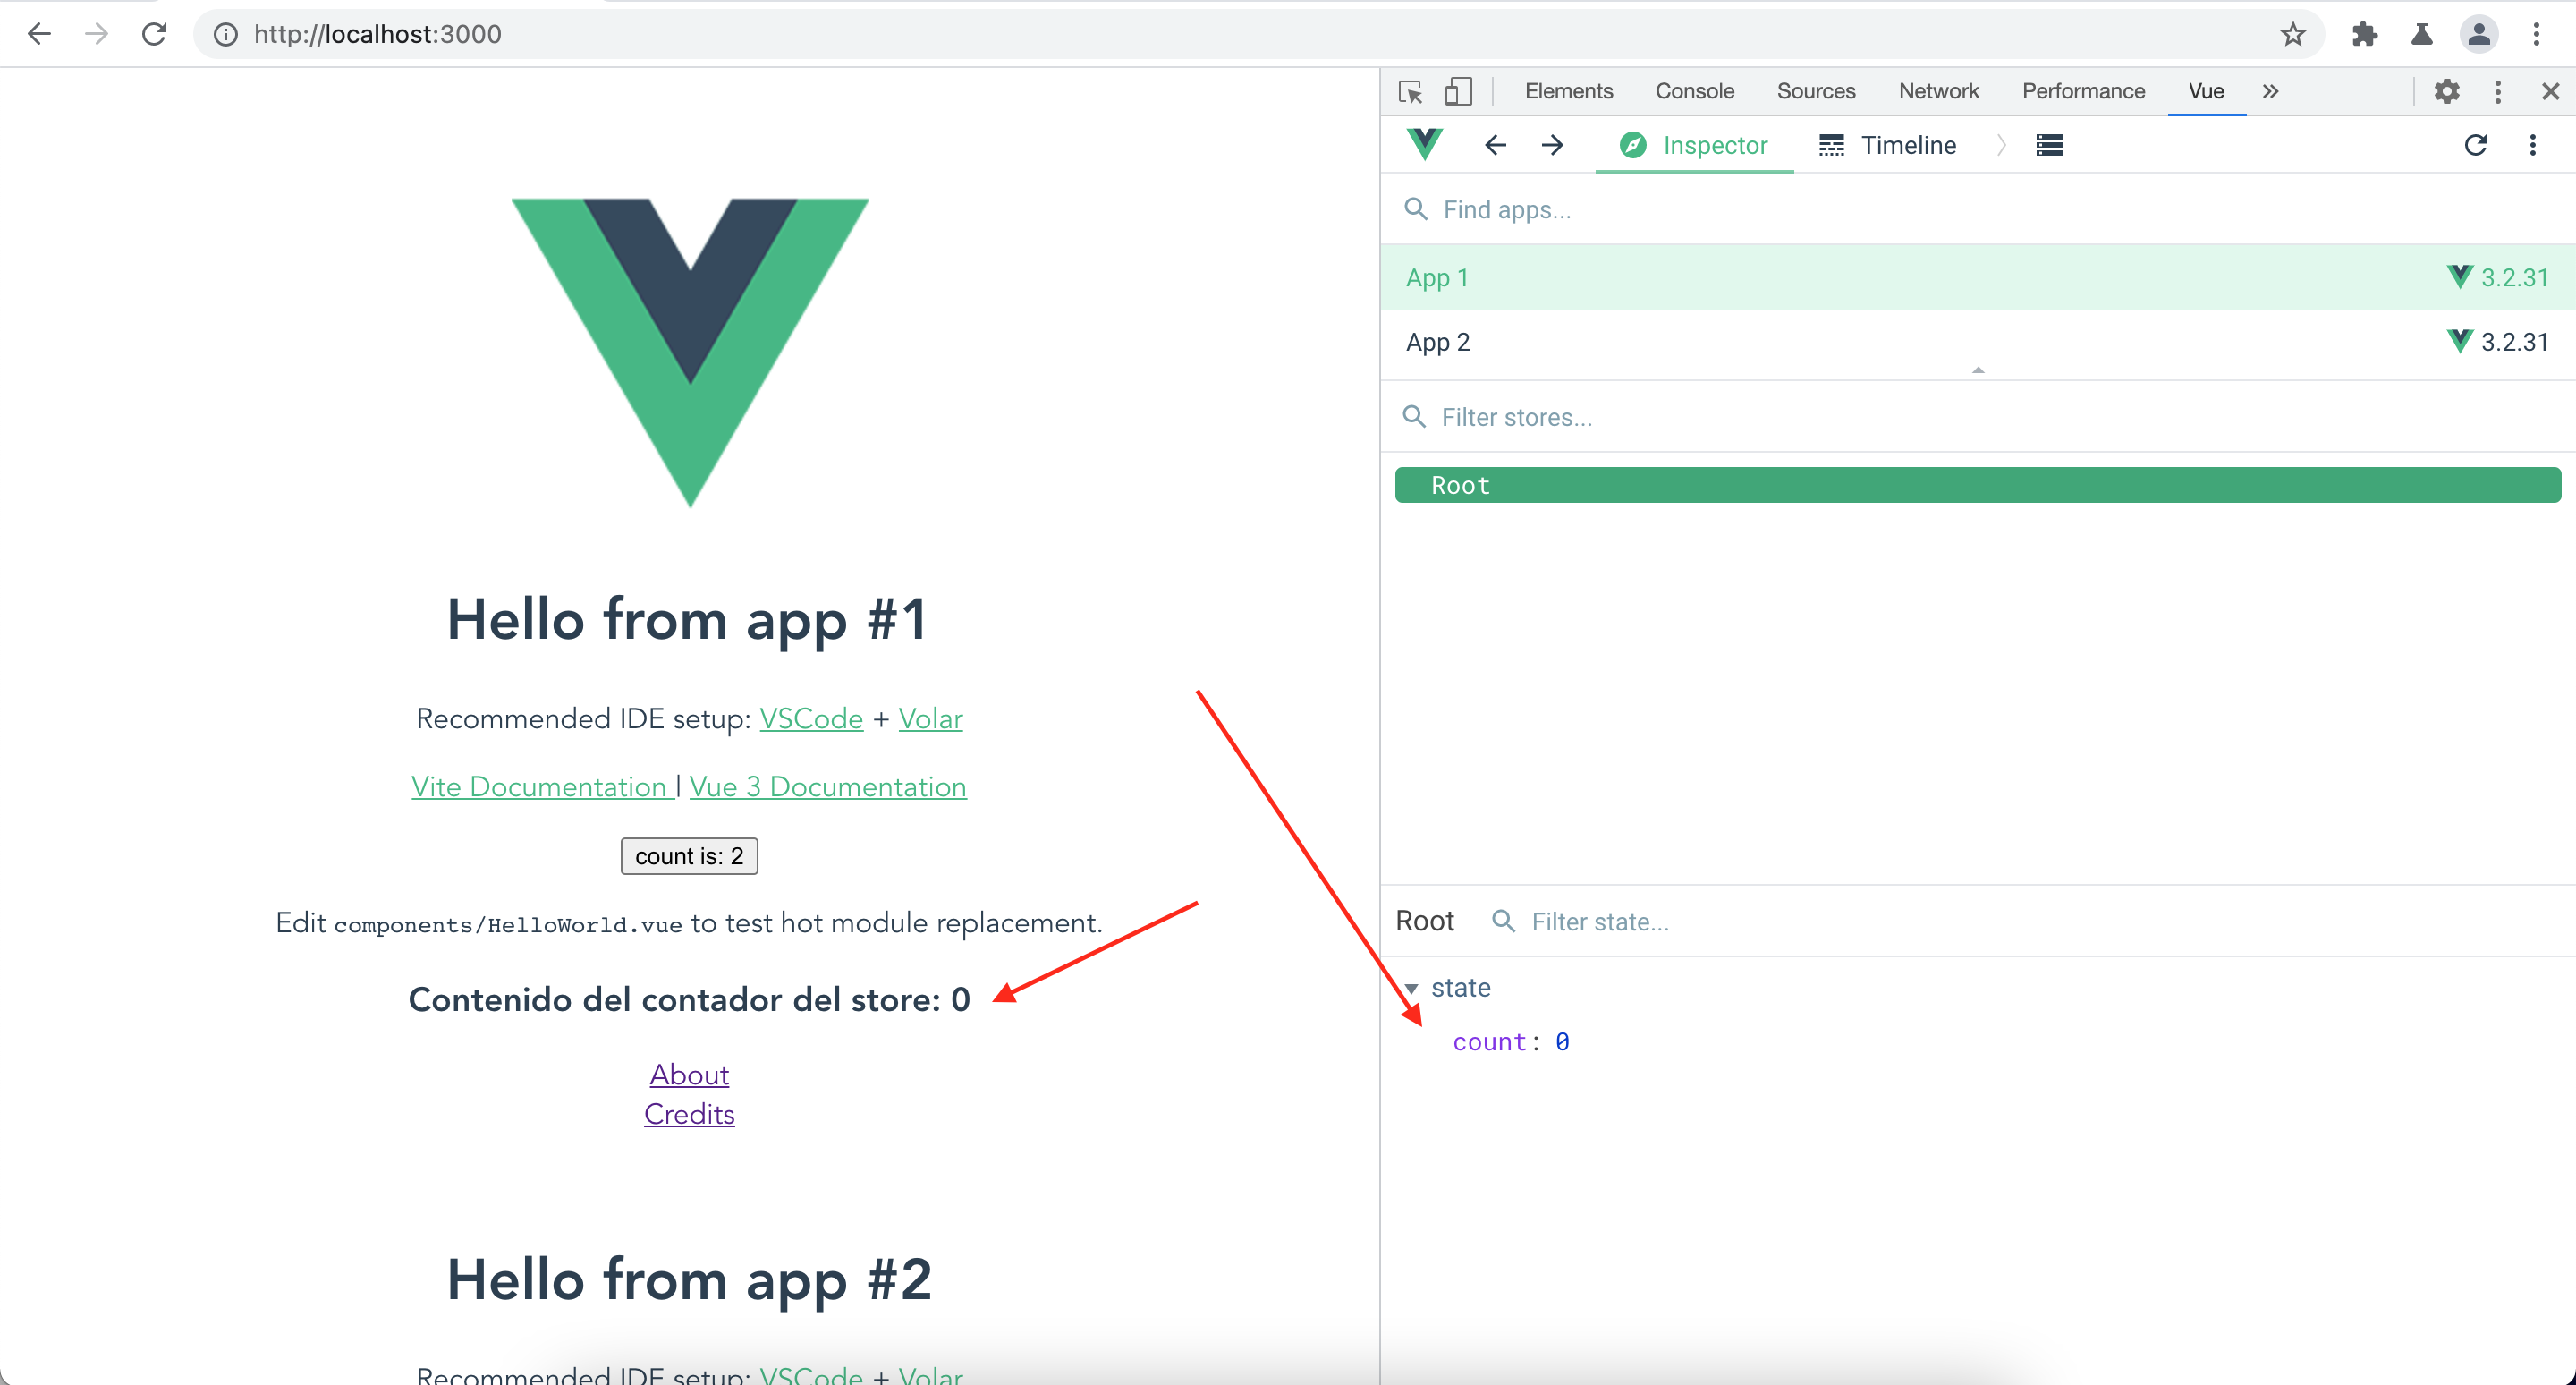 http://localhost:3000
Elements Console Sources Network Performance Vue
Inspector Timeline
Find apps...
App 1 3.2.31
App 2 3.2.31
Filter stores...
Root
Root Filter state...
state
count: 0
Hello from app #1
Recommended IDE setup: VSCode + Volar
Vite Documentation | Vue 3 Documentation
count is: 2
Edit components/HelloWorld.vue to test hot module replacement.
Contenido del contador del store: 0
About
Credits
Hello from app #2
Recommended IDE setup: VSCode + Volar